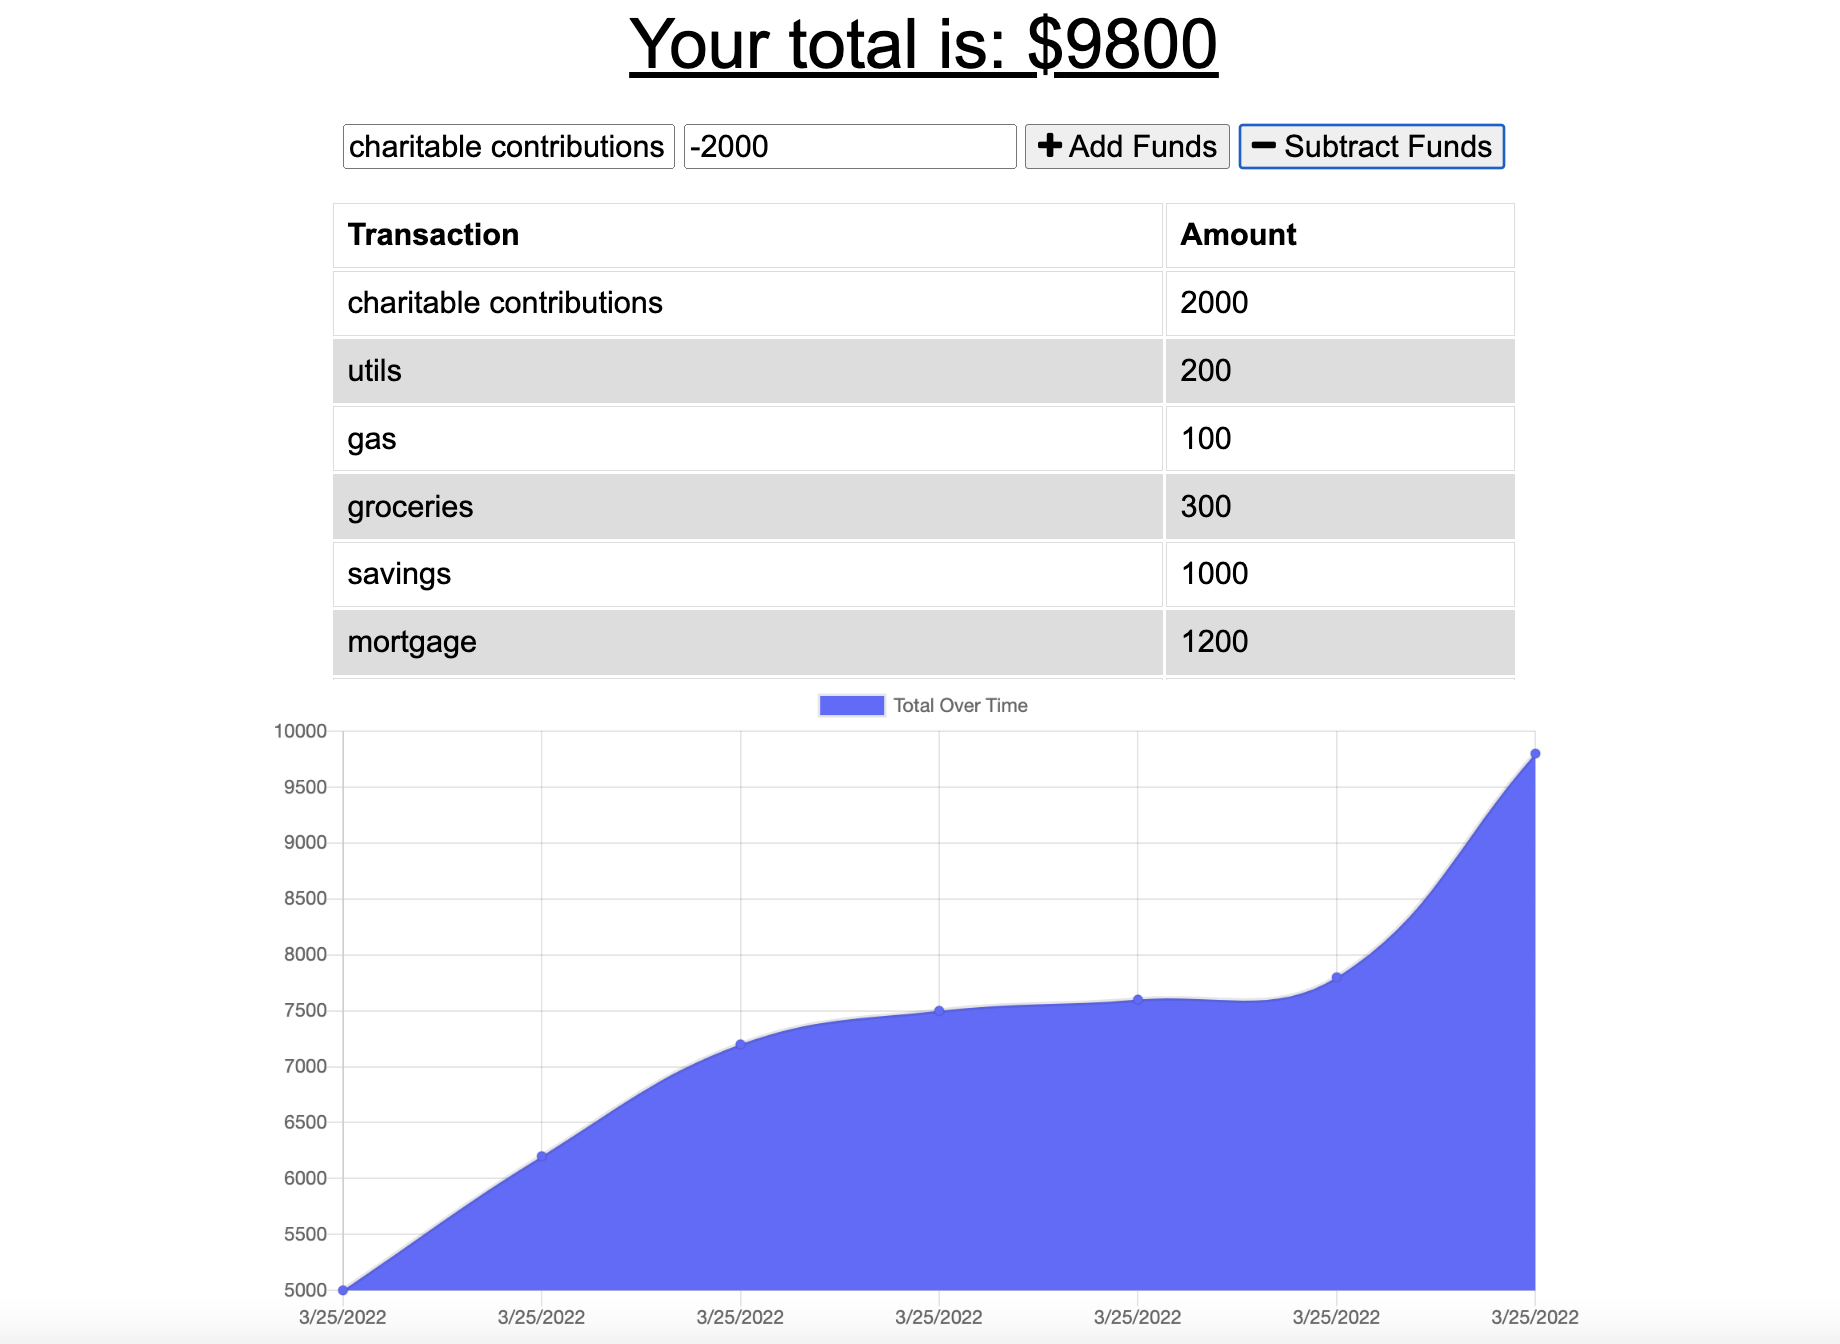 Your total is: $9800
charitable contributions -2000 Add Funds Subtract Funds
Transaction Amount
charitable contributions 2000
utils 200
gas 100
groceries 300
savings 1000
mortgage 1200
Total Over Time
10000
9500
9000
8500
8000
7500
7000
6500
6000
5500
5000
3/25/2022 3/25/2022 3/25/2022 3/25/2022 3/25/2022 3/25/2022 3/25/2022